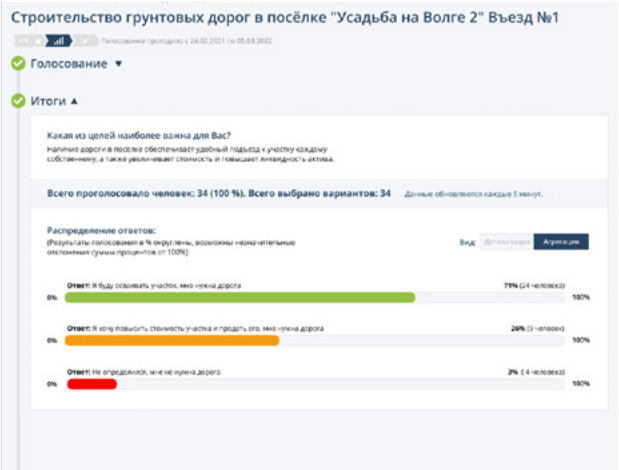 Строительство грунтовых дорог в посёлке "Усадьба на Волге 2" Въезд №1
Голосование проходило с 24.02.2021 по 05.03.2022
Голосование ▼
Итоги ▲
Какая из целей наиболее важна для Вас?
Наличие дороги в поселке обеспечивает удобный подъезд к участку каждому
собственнику, а также увеличивает стоимость и повышает ликвидность актива.
Всего проголосовало человек: 34 (100 %). Всего выбрано вариантов: 34 Данные обновляются каждые 5 минут.
Распределение ответов:
(Результаты голосования в % округлены, возможны незначительные
отклонения суммы процентов от 100%)
Вид: Детализация Агрегация
Ответ: Я буду осваивать участок, мне нужна дорога 71% (24 человека)
0% 100%
Ответ: Я хочу повысить стоимость участка и продать его, мне нужна дорога 26% (9 человек)
0% 100%
Ответ: Не определился, мне не нужна дорога 3% ( 4 человека)
0% 100%